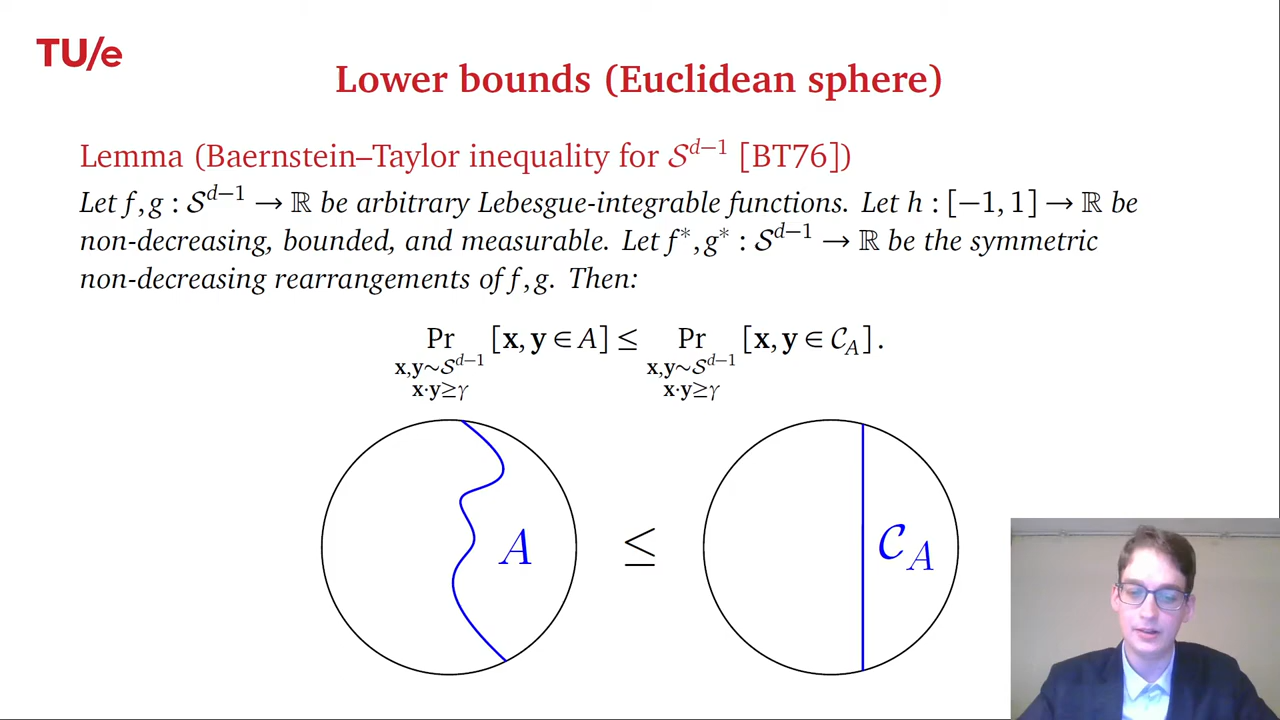 TU/e
Lower bounds (Euclidean sphere)
Lemma (Baernstein–Taylor inequality for 𝒮^{d−1} [BT76])
Let f, g : 𝒮^{d−1} → ℝ be arbitrary Lebesgue-integrable functions. Let h : [−1, 1] → ℝ be
non-decreasing, bounded, and measurable. Let f*, g* : 𝒮^{d−1} → ℝ be the symmetric
non-decreasing rearrangements of f, g. Then:
Pr [x, y ∈ A] ≤ Pr [x, y ∈ 𝒞_A].
x,y∼𝒮^{d−1} x,y∼𝒮^{d−1}
x·y≥γ x·y≥γ
A ≤ 𝒞_A